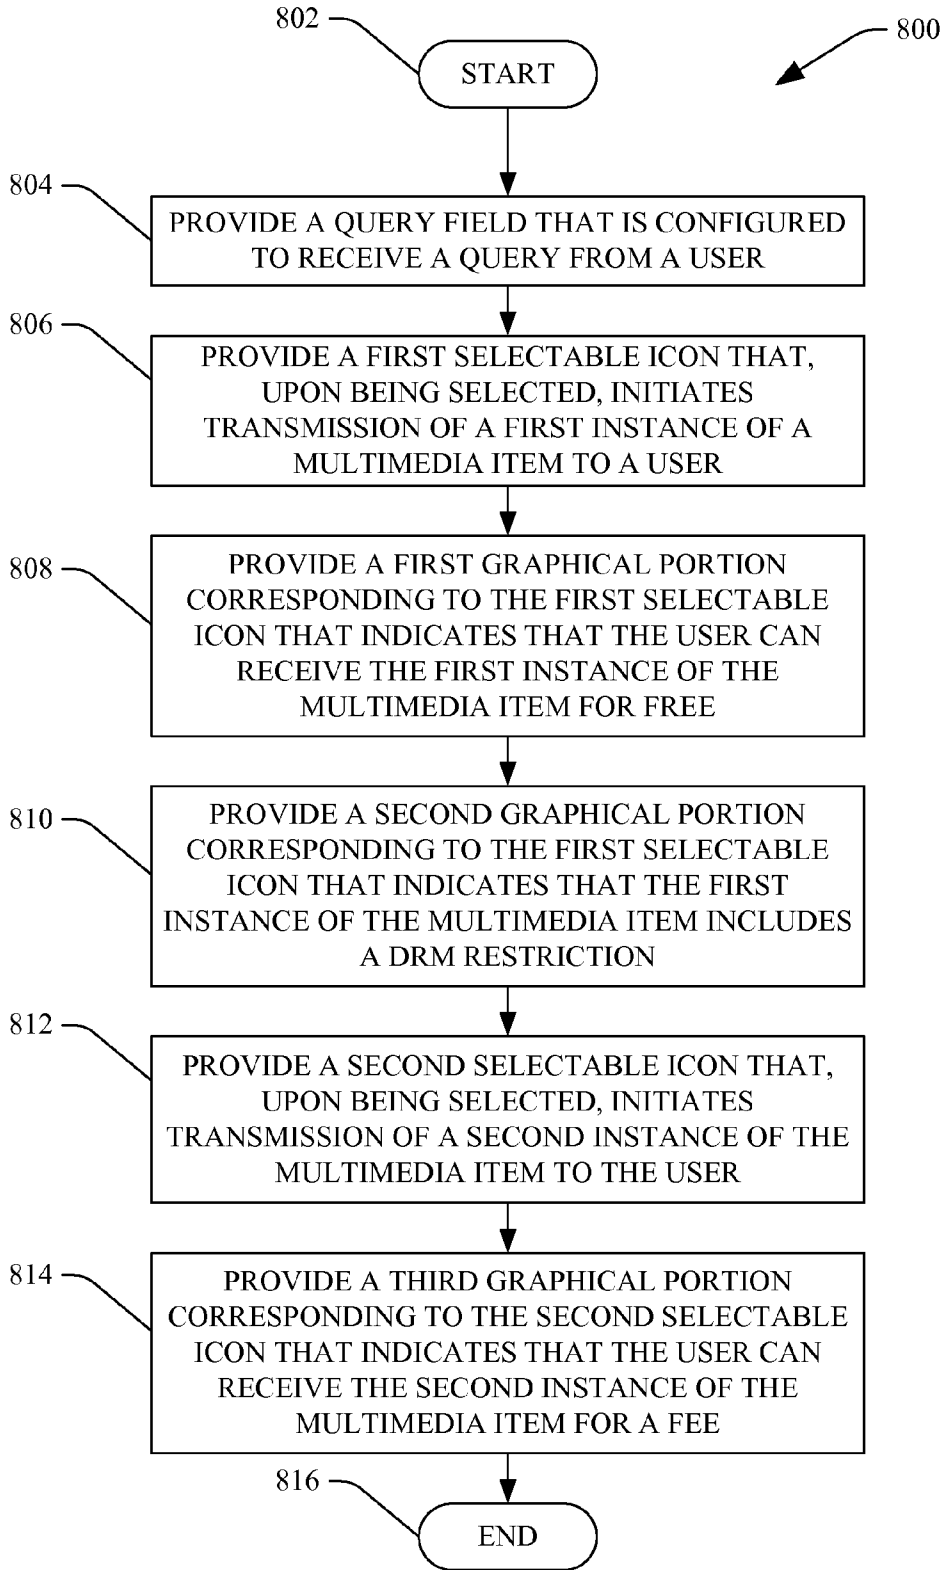 802
800
START
804
PROVIDE A QUERY FIELD THAT IS CONFIGURED
TO RECEIVE A QUERY FROM A USER
806
PROVIDE A FIRST SELECTABLE ICON THAT,
UPON BEING SELECTED, INITIATES
TRANSMISSION OF A FIRST INSTANCE OF A
MULTIMEDIA ITEM TO A USER
808
PROVIDE A FIRST GRAPHICAL PORTION
CORRESPONDING TO THE FIRST SELECTABLE
ICON THAT INDICATES THAT THE USER CAN
RECEIVE THE FIRST INSTANCE OF THE
MULTIMEDIA ITEM FOR FREE
810
PROVIDE A SECOND GRAPHICAL PORTION
CORRESPONDING TO THE FIRST SELECTABLE
ICON THAT INDICATES THAT THE FIRST
INSTANCE OF THE MULTIMEDIA ITEM INCLUDES
A DRM RESTRICTION
812
PROVIDE A SECOND SELECTABLE ICON THAT,
UPON BEING SELECTED, INITIATES
TRANSMISSION OF A SECOND INSTANCE OF THE
MULTIMEDIA ITEM TO THE USER
814
PROVIDE A THIRD GRAPHICAL PORTION
CORRESPONDING TO THE SECOND SELECTABLE
ICON THAT INDICATES THAT THE USER CAN
RECEIVE THE SECOND INSTANCE OF THE
MULTIMEDIA ITEM FOR A FEE
816
END